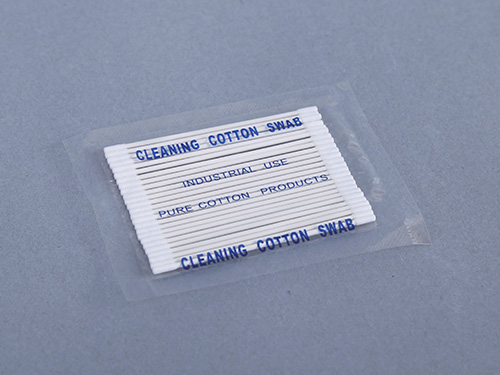 CLEANING COTTON SWAB
INDUSTRIAL USE
PURE COTTON PRODUCTS
CLEANING COTTON SWAB